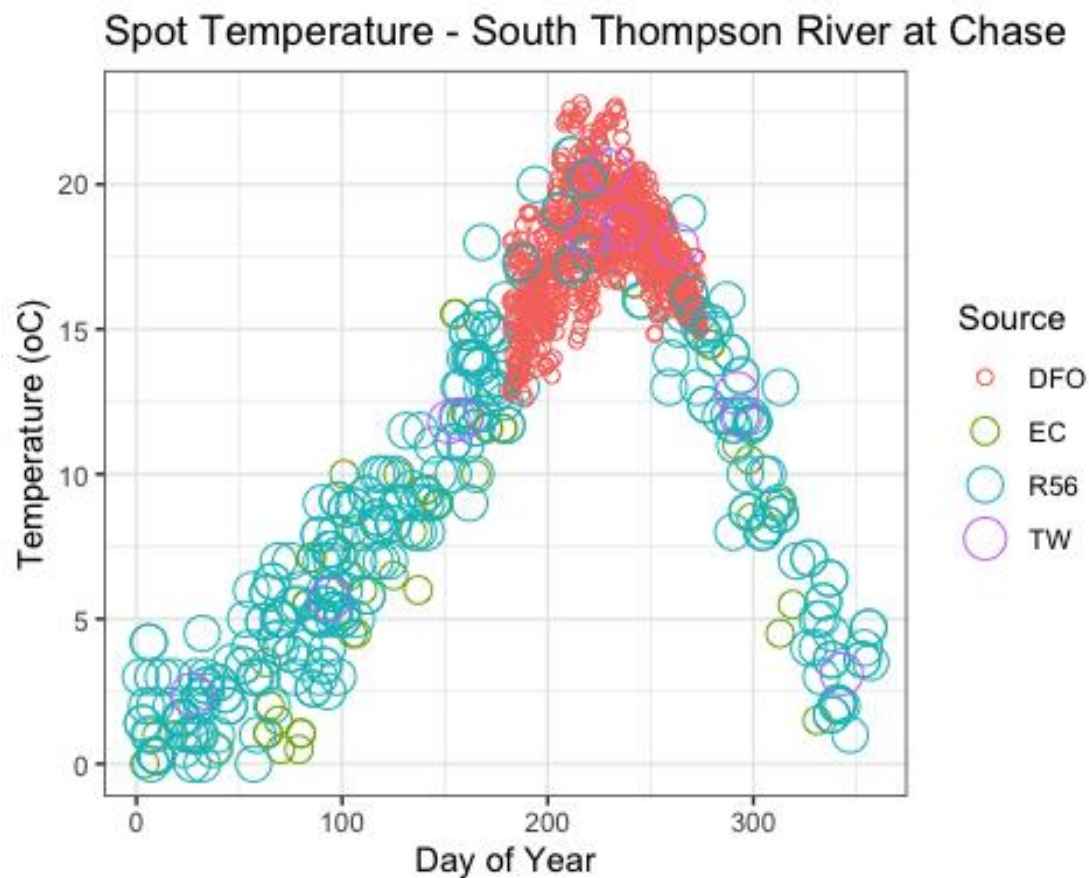 Spot Temperature - South Thompson River at Chase
20
15
10
5
0
Temperature (oC)
0 100 200 300
Day of Year
Source
DFO
EC
R56
TW